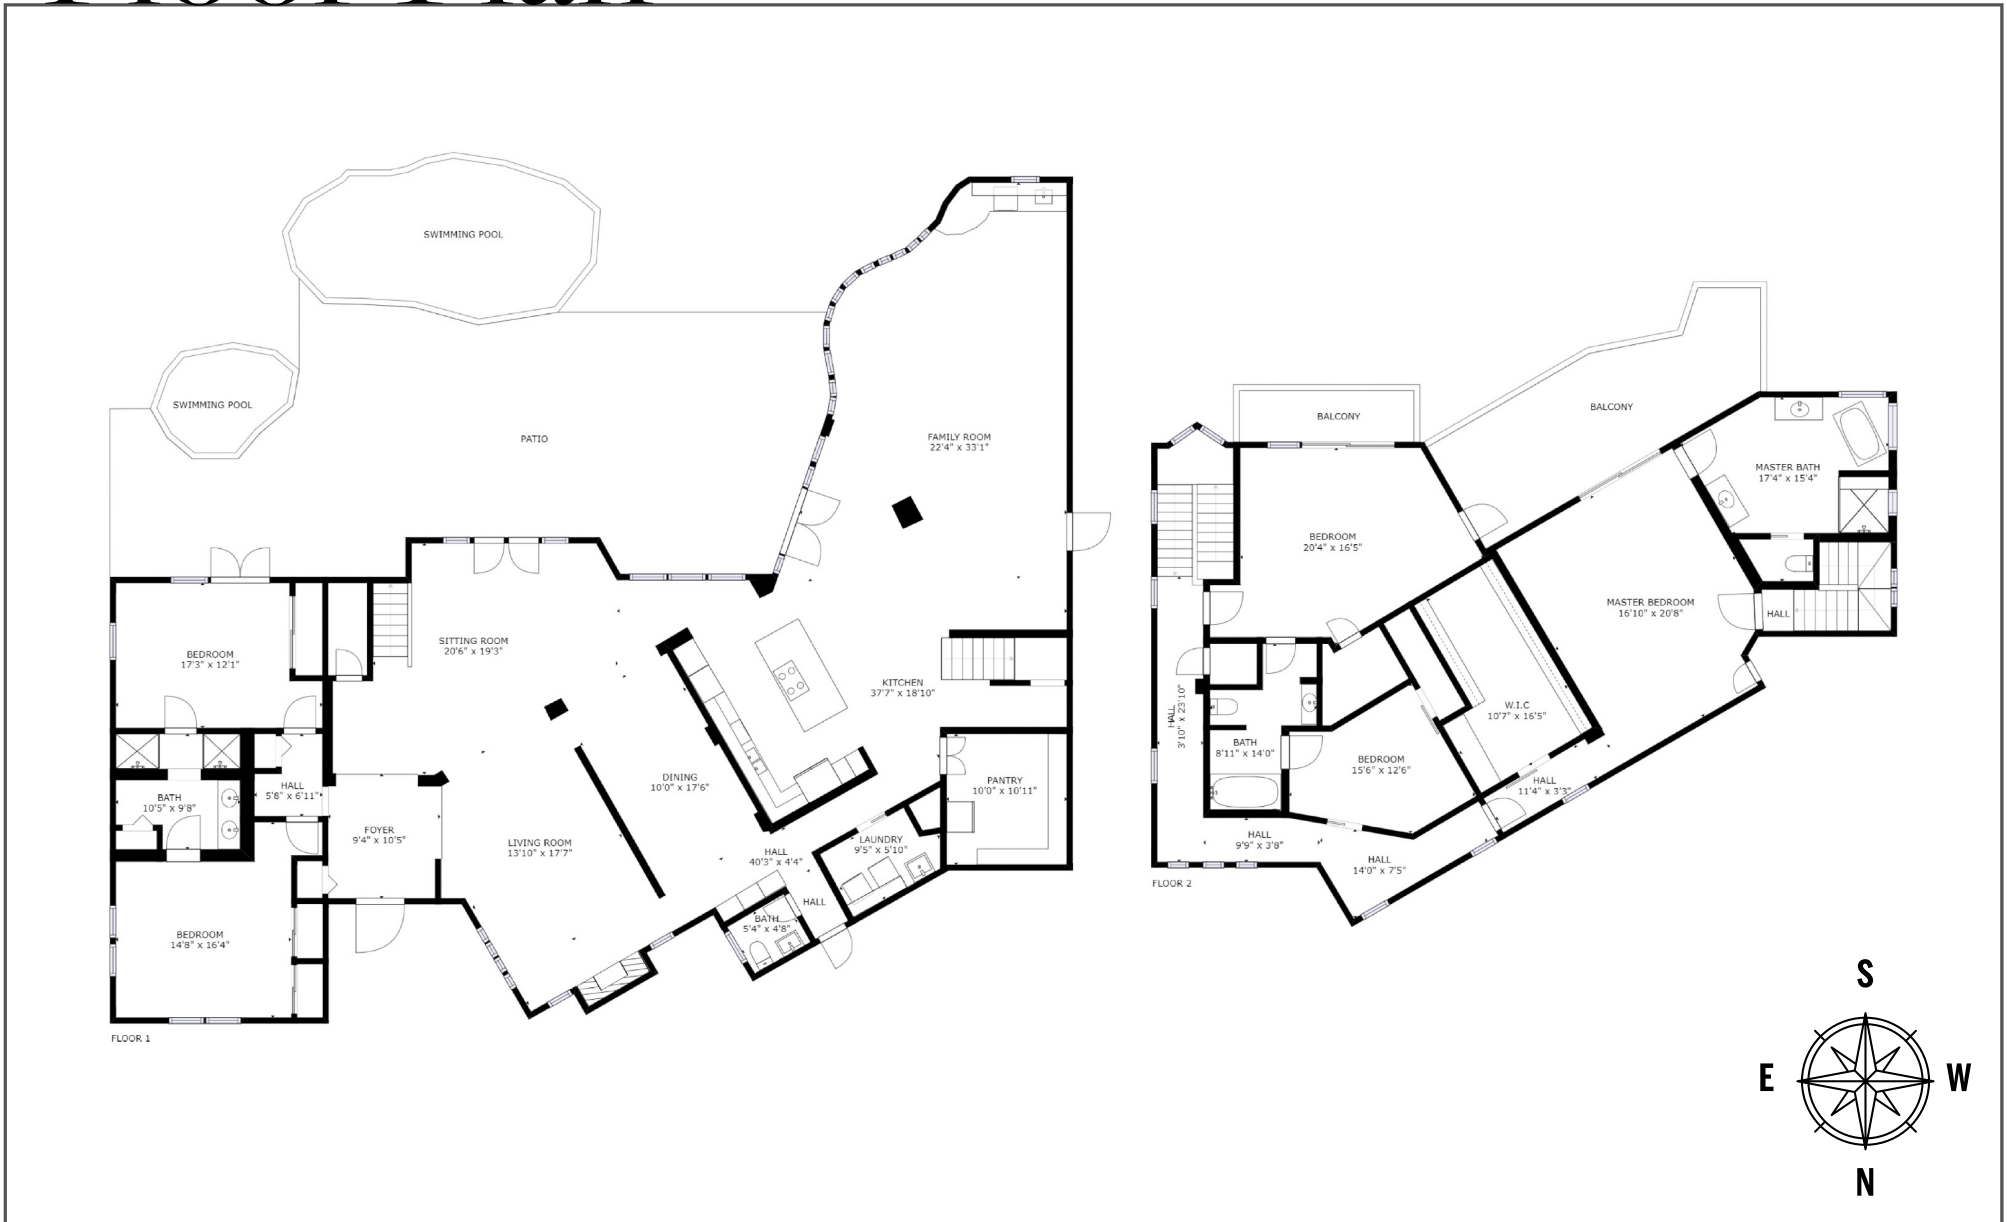 Floor Plan
SWIMMING POOL
SWIMMING POOL
PATIO
FAMILY ROOM
22'4" x 33'1"
BEDROOM
17'3" x 12'1"
SITTING ROOM
20'6" x 19'3"
KITCHEN
37'7" x 18'10"
BATH
10'5" x 9'8"
HALL
5'8" x 6'11"
FOYER
9'4" x 10'5"
LIVING ROOM
13'10" x 17'7"
DINING
10'0" x 17'6"
HALL
40'3" x 4'4"
LAUNDRY
9'5" x 5'10"
PANTRY
10'0" x 10'11"
HALL
BATH
5'4" x 4'8"
BEDROOM
14'8" x 16'4"
FLOOR 1
BALCONY
BALCONY
MASTER BATH
17'4" x 15'4"
BEDROOM
20'4" x 16'5"
MASTER BEDROOM
16'10" x 20'8"
HALL
HALL
3'10" x 23'10"
W.I.C
10'7" x 16'5"
BATH
8'11" x 14'0"
BEDROOM
15'6" x 12'6"
HALL
11'4" x 3'3"
HALL
9'9" x 3'8"
HALL
14'0" x 7'5"
FLOOR 2
S
E
W
N